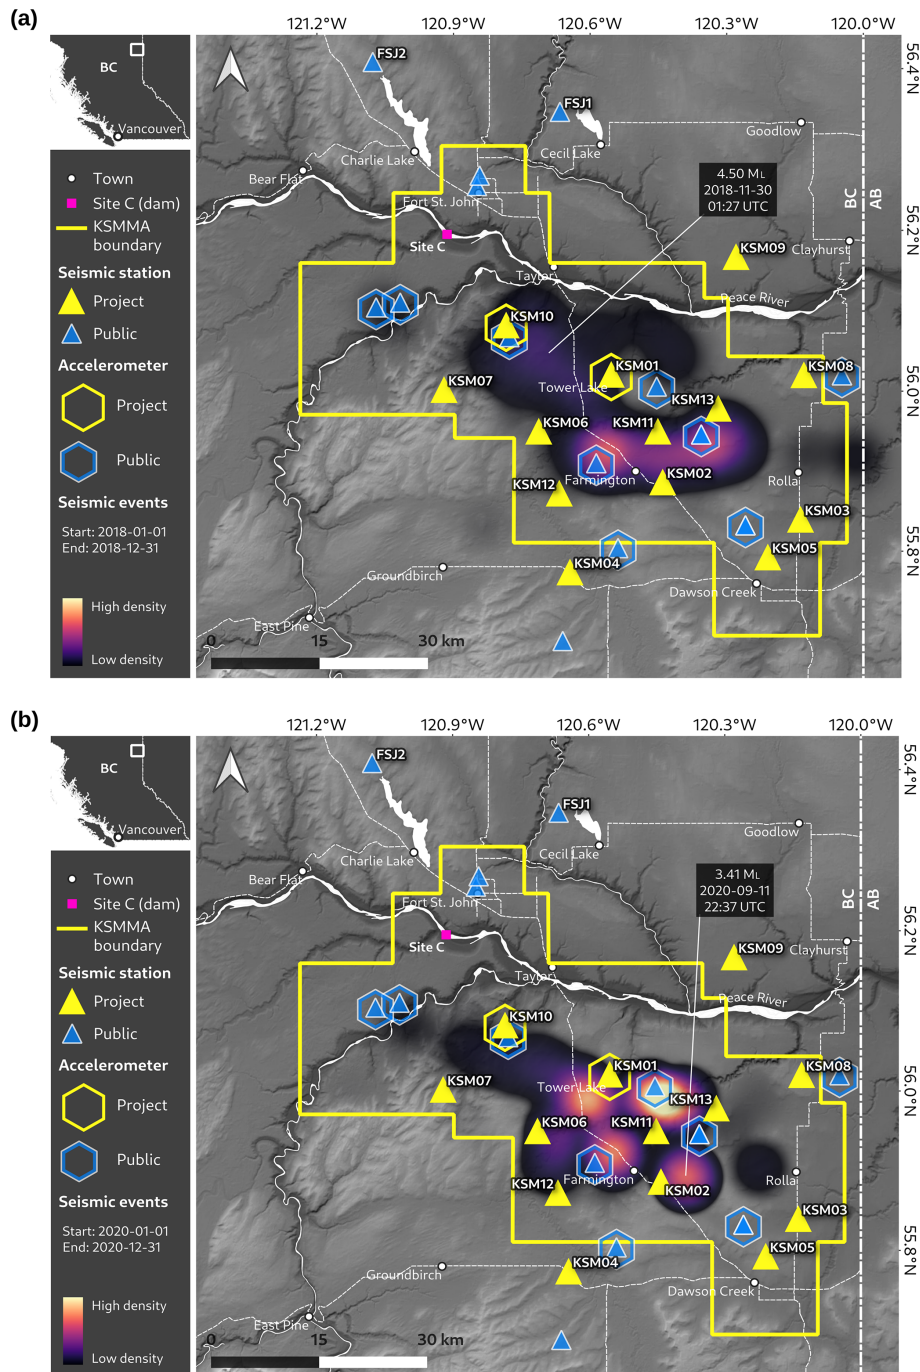 (a)
121.2°W
120.9°W
120.6°W
120.3°W
120.0°W
BC
Vancouver
Town
Site C (dam)
KSMMA
boundary
Seismic station
Project
Public
Accelerometer
Project
Public
Seismic events
Start: 2018-01-01
End: 2018-12-31
High density
Low density
FSJ2
FSJ1
Goodlow
Charlie Lake
Cecil Lake
Bear Flat
4.50 ML
2018-11-30
01:27 UTC
BC
AB
Fort St. John
Site C
KSM09
Clayhurst
Taylor
Peace River
KSM10
KSM01
KSM08
KSM07
Tower Lake
KSM13
KSM06
KSM11
Farmington
KSM02
Rolla
KSM12
KSM03
KSM05
KSM04
Groundbirch
Dawson Creek
East Pine
0
15
30 km
56.4°N
56.2°N
56.0°N
55.8°N
(b)
121.2°W
120.9°W
120.6°W
120.3°W
120.0°W
BC
Vancouver
Town
Site C (dam)
KSMMA
boundary
Seismic station
Project
Public
Accelerometer
Project
Public
Seismic events
Start: 2020-01-01
End: 2020-12-31
High density
Low density
FSJ2
FSJ1
Goodlow
Charlie Lake
Cecil Lake
Bear Flat
3.41 ML
2020-09-11
22:37 UTC
BC
AB
Fort St. John
Site C
KSM09
Clayhurst
Taylor
Peace River
KSM10
KSM01
KSM08
KSM07
Tower Lake
KSM13
KSM06
KSM11
Farmington
KSM02
Rolla
KSM12
KSM03
KSM05
KSM04
Groundbirch
Dawson Creek
East Pine
0
15
30 km
56.4°N
56.2°N
56.0°N
55.8°N